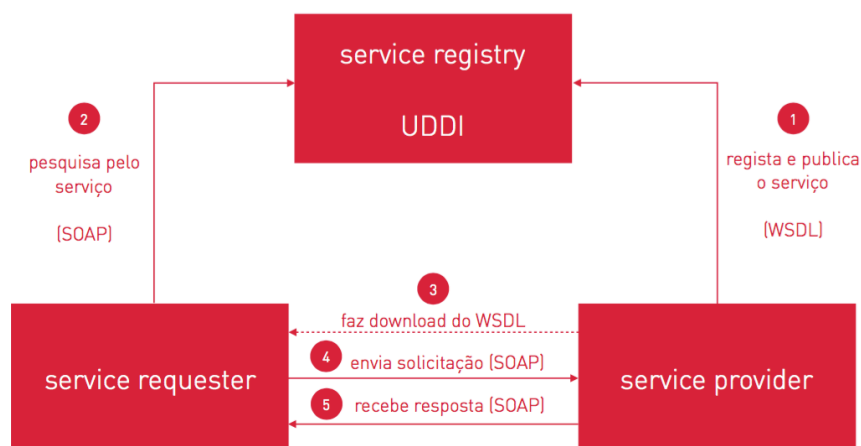 service registry
UDDI
2
pesquisa pelo
serviço
(SOAP)
1
regista e publica
o serviço
(WSDL)
3
faz download do WSDL
4 envia solicitação (SOAP)
5 recebe resposta (SOAP)
service requester
service provider